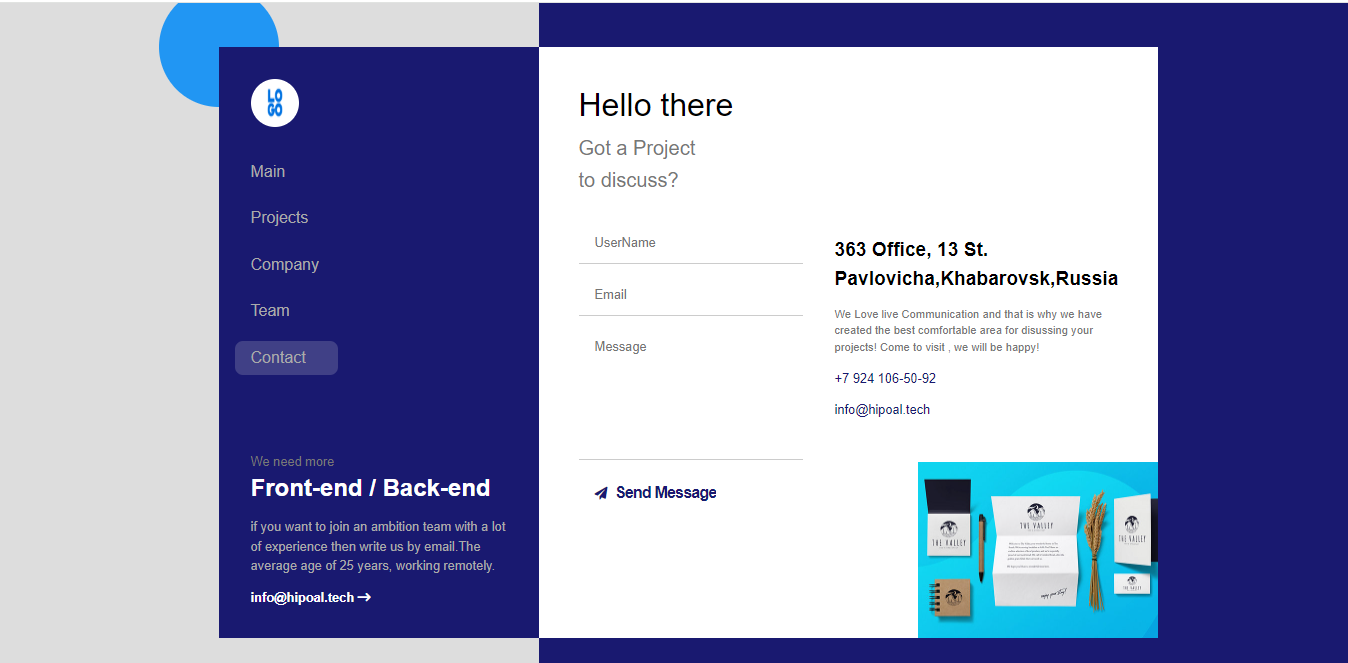 LO
GO
Main
Projects
Company
Team
Contact
We need more
Front-end / Back-end
if you want to join an ambition team with a lot
of experience then write us by email.The
average age of 25 years, working remotely.
info@hipoal.tech
Hello there
Got a Project
to discuss?
UserName
Email
Message
Send Message
363 Office, 13 St.
Pavlovicha,Khabarovsk,Russia
We Love live Communication and that is why we have
created the best comfortable area for disussing your
projects! Come to visit , we will be happy!
+7 924 106-50-92
info@hipoal.tech
THE VALLEY
THE VALLEY
THE VALLEY